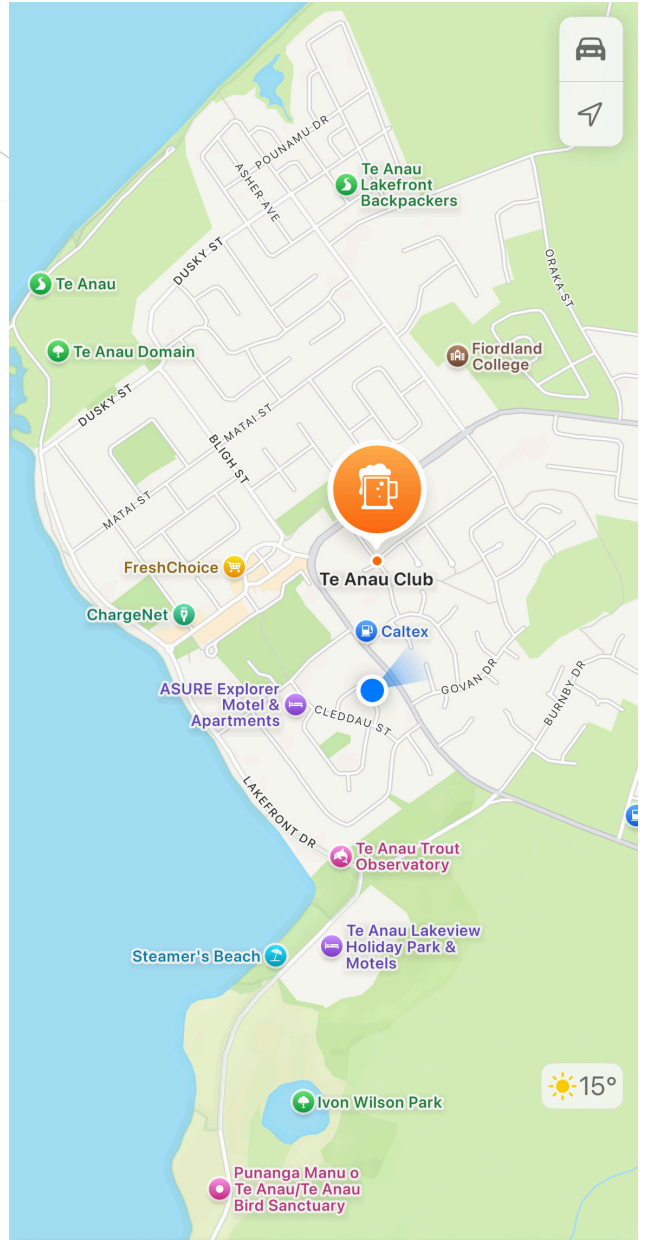 POUNAMU DR
ASHER AVE
Te Anau
Lakefront
Backpackers
DUSKY ST
ORAKA ST
Te Anau
Te Anau Domain
Fiordland
College
DUSKY ST
MATAI ST
BLIGH ST
MATAI ST
FreshChoice
Te Anau Club
ChargeNet
Caltex
ASURE Explorer
Motel &
Apartments
GOVAN DR
BURNBY DR
CLEDDAU ST
LAKEFRONT DR
Te Anau Trout
Observatory
Te Anau Lakeview
Holiday Park &
Motels
Steamer's Beach
15°
Ivon Wilson Park
Punanga Manu o
Te Anau/Te Anau
Bird Sanctuary